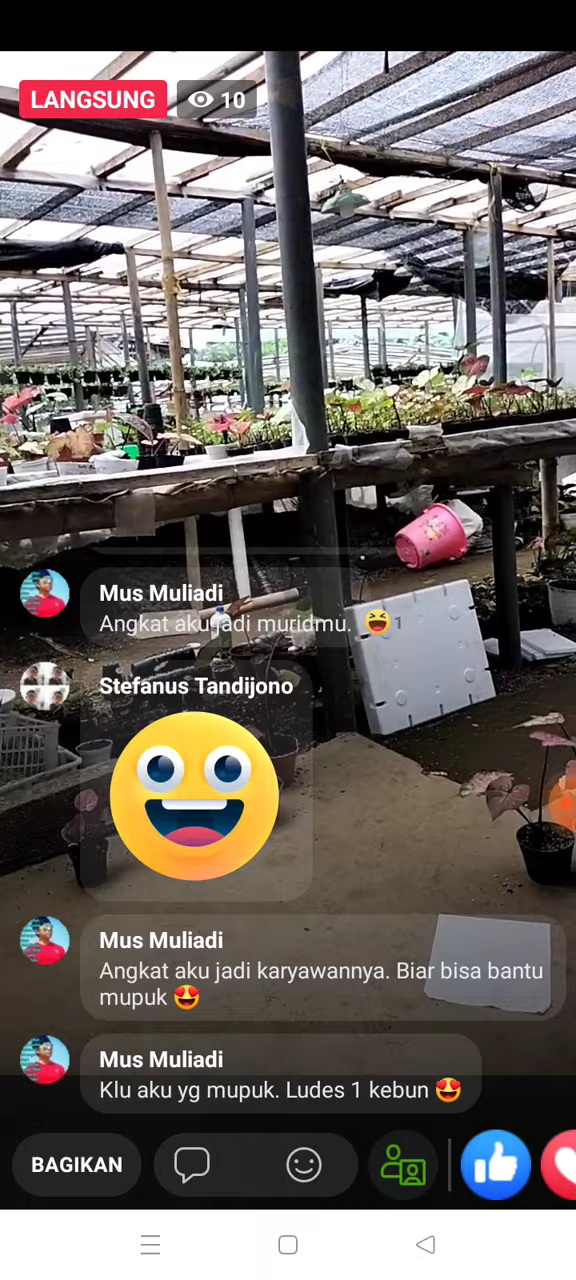 LANGSUNG 10
Mus Muliadi
Angkat aku jadi muridmu. 😆 1
Stefanus Tandijono
Mus Muliadi
Angkat aku jadi karyawannya. Biar bisa bantu
mupuk 😍
Mus Muliadi
Klu aku yg mupuk. Ludes 1 kebun 😍
BAGIKAN